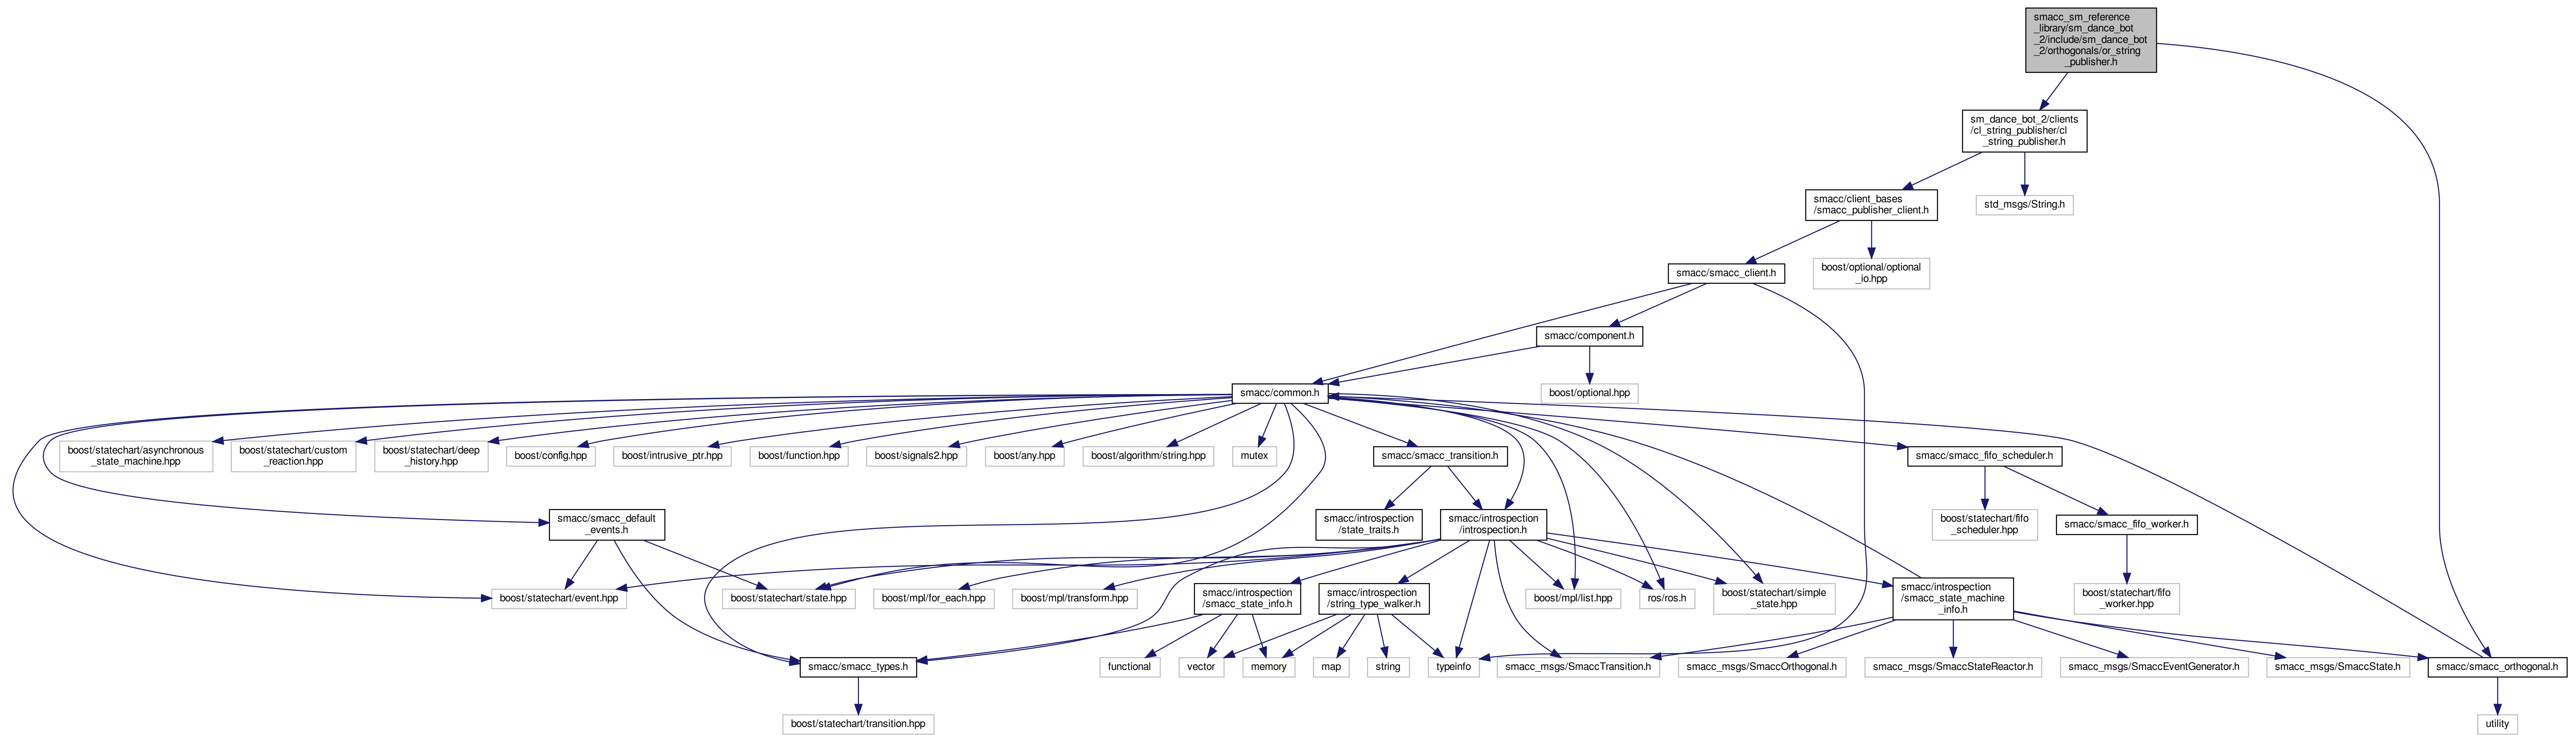 smacc_sm_reference
_library/sm_dance_bot
_2/include/sm_dance_bot
_2/orthogonals/or_string
_publisher.h
sm_dance_bot_2/clients
/cl_string_publisher/cl
_string_publisher.h
smacc/client_bases
/smacc_publisher_client.h
std_msgs/String.h
smacc/smacc_client.h
boost/optional/optional
_io.hpp
smacc/component.h
smacc/common.h
boost/optional.hpp
boost/statechart/asynchronous
_state_machine.hpp
boost/statechart/custom
_reaction.hpp
boost/statechart/deep
_history.hpp
boost/config.hpp
boost/intrusive_ptr.hpp
boost/function.hpp
boost/signals2.hpp
boost/any.hpp
boost/algorithm/string.hpp
mutex
smacc/smacc_transition.h
smacc/smacc_fifo_scheduler.h
smacc/smacc_default
_events.h
smacc/introspection
/state_traits.h
smacc/introspection
/introspection.h
boost/statechart/fifo
_scheduler.hpp
smacc/smacc_fifo_worker.h
boost/statechart/event.hpp
boost/statechart/state.hpp
boost/mpl/for_each.hpp
boost/mpl/transform.hpp
smacc/introspection
/smacc_state_info.h
smacc/introspection
/string_type_walker.h
boost/mpl/list.hpp
ros/ros.h
boost/statechart/simple
_state.hpp
smacc/introspection
/smacc_state_machine
_info.h
boost/statechart/fifo
_worker.hpp
smacc/smacc_types.h
functional
vector
memory
map
string
typeinfo
smacc_msgs/SmaccTransition.h
smacc_msgs/SmaccOrthogonal.h
smacc_msgs/SmaccStateReactor.h
smacc_msgs/SmaccEventGenerator.h
smacc_msgs/SmaccState.h
smacc/smacc_orthogonal.h
boost/statechart/transition.hpp
utility